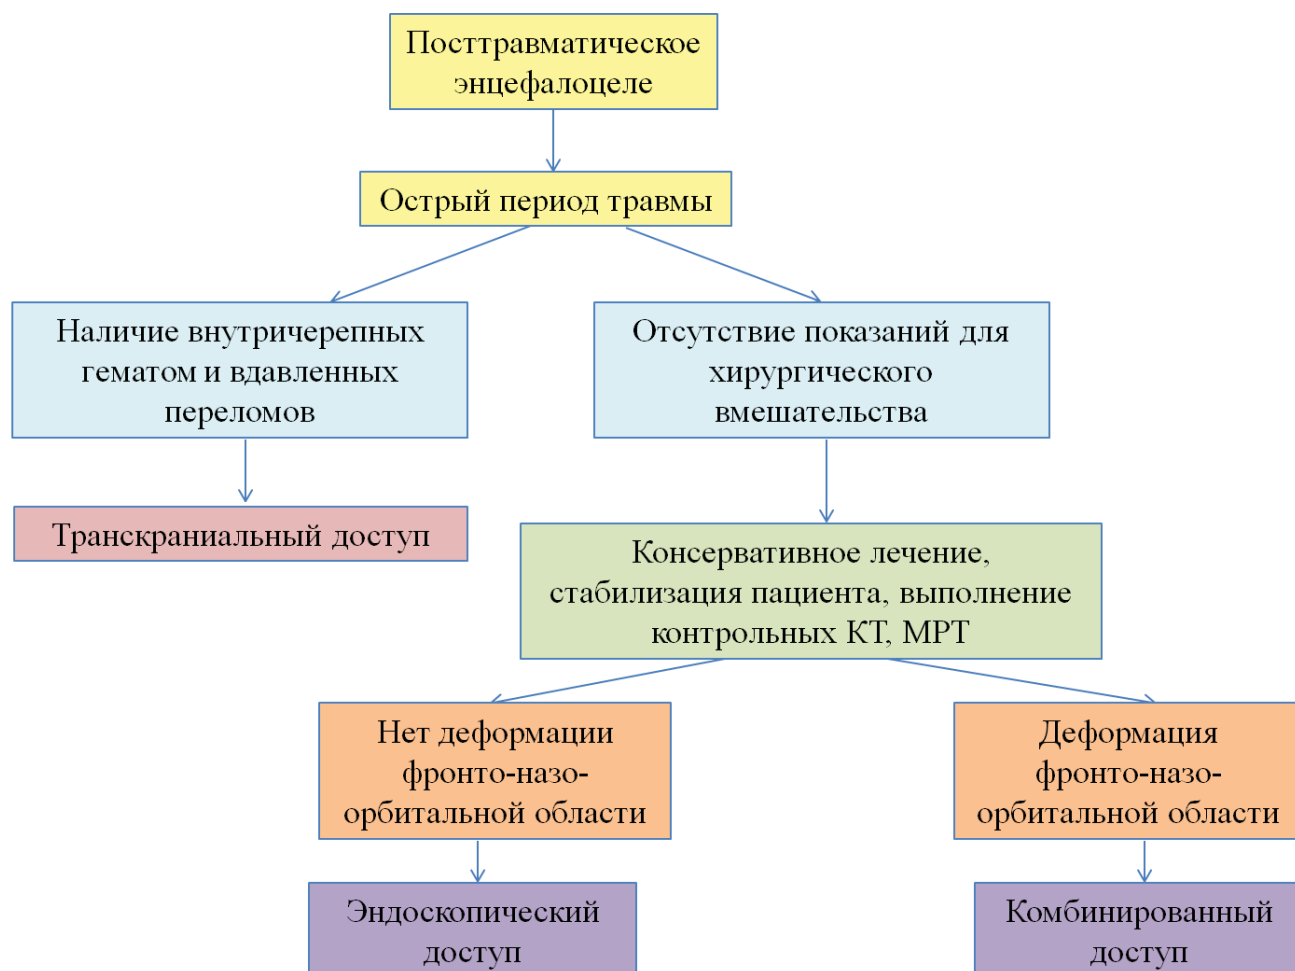 Посттравматическое
энцефалоцеле
Острый период травмы
Наличие внутричерепных
гематом и вдавленных
переломов
Отсутствие показаний для
хирургического
вмешательства
Транскраниальный доступ
Консервативное лечение,
стабилизация пациента, выполнение
контрольных КТ, МРТ
Нет деформации
фронто-назо-
орбитальной области
Деформация
фронто-назо-
орбитальной области
Эндоскопический
доступ
Комбинированный
доступ